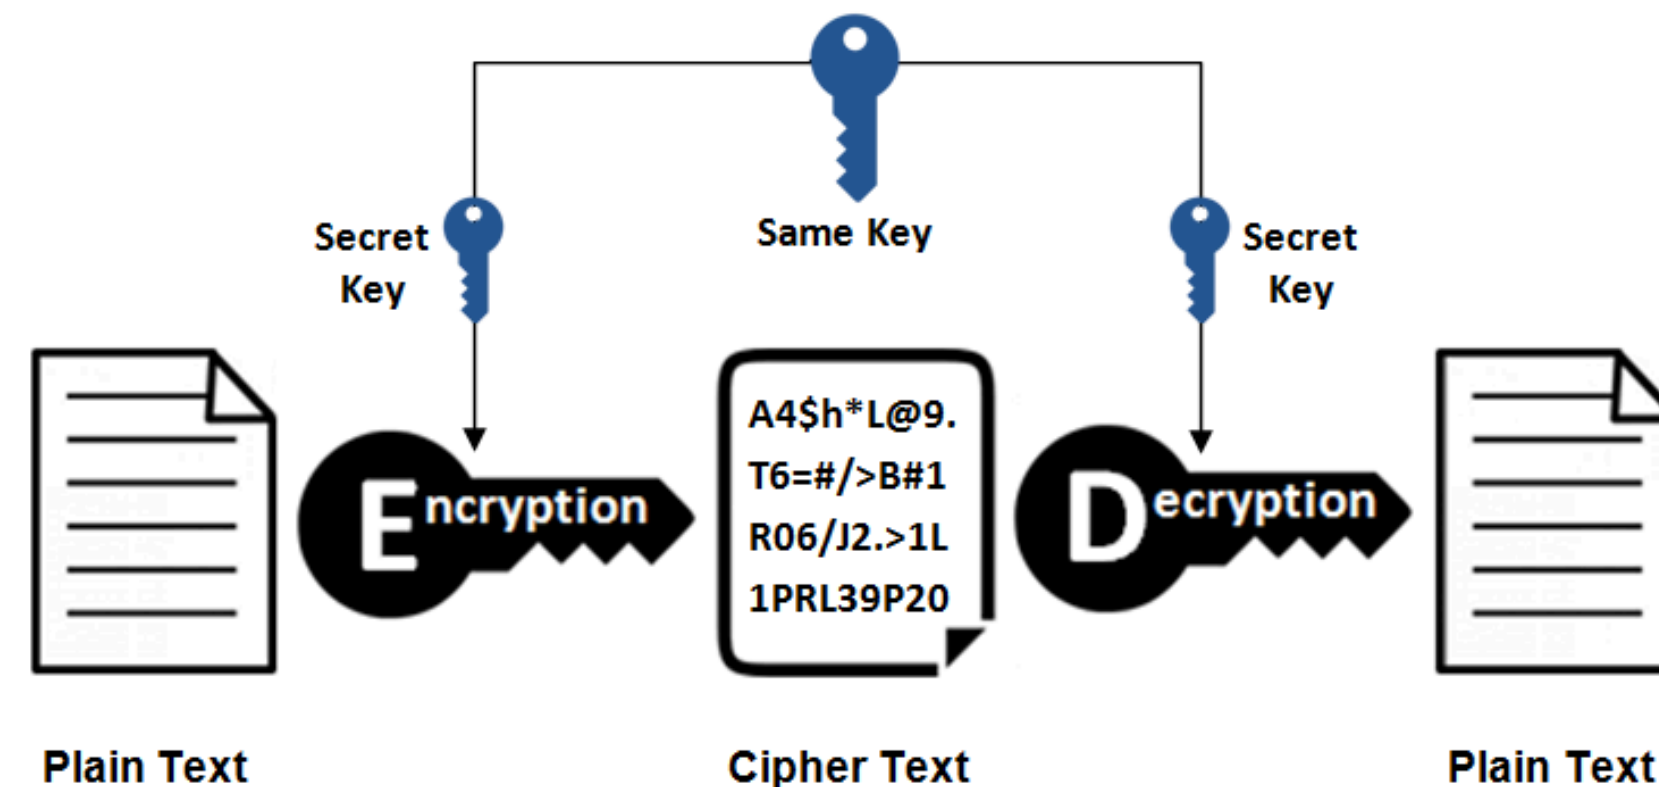 Secret
Key
Same Key
Secret
Key
Encryption
A4$h*L@9.
T6=#/>B#1
R06/J2.>1L
1PRL39P20
Decryption
Plain Text
Cipher Text
Plain Text